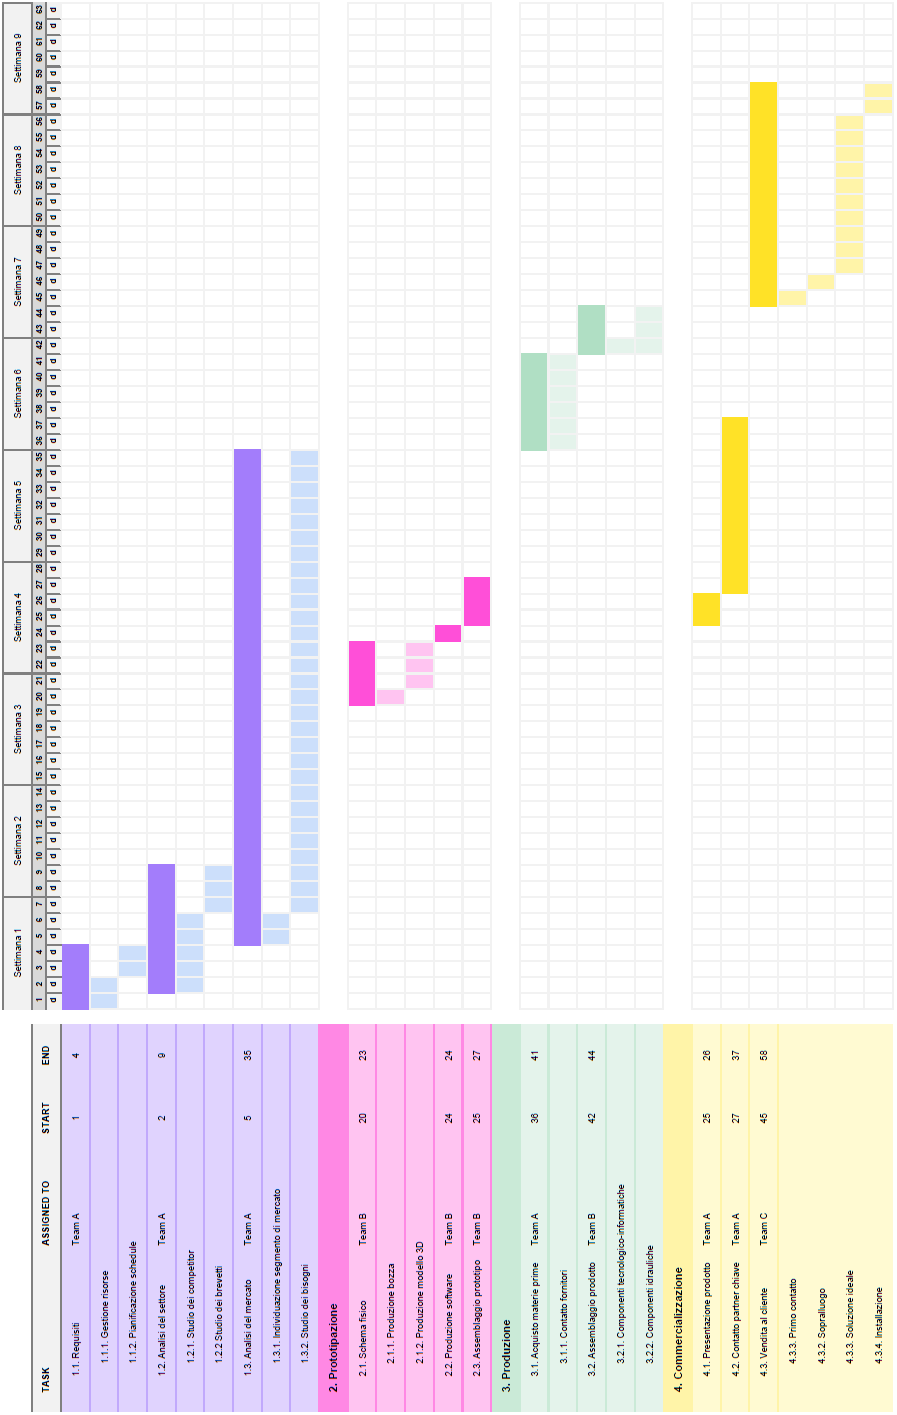 Settimana 1 Settimana 2 Settimana 3 Settimana 4 Settimana 5 Settimana 6 Settimana 7 Settimana 8 Settimana 9
TASK ASSIGNED TO START END 1 2 3 4 5 6 7 8 9 10 11 12 13 14 15 16 17 18 19 20 21 22 23 24 25 26 27 28 29 30 31 32 33 34 35 36 37 38 39 40 41 42 43 44 45 46 47 48 49 50 51 52 53 54 55 56 57 58 59 60 61 62 63
d d d d d d d d d d d d d d d d d d d d d d d d d d d d d d d d d d d d d d d d d d d d d d d d d d d d d d d d d d d d d d d
1.1. Requisiti Team A 1 4
1.1.1. Gestione risorse
1.1.2. Planificazione schedule
1.2. Analisi del settore Team A 2 9
1.2.1. Studio dei competitor
1.2.2 Studio dei brevetti
1.3. Analisi del mercato Team A 5 35
1.3.1. Individuazione segmento di mercato
1.3.2. Studio dei bisogni
2. Prototipazione
2.1. Schema fisico Team B 20 23
2.1.1. Produzione bozza
2.1.2. Produzione modello 3D
2.2. Produzione software Team B 24 24
2.3. Assemblaggio prototipo Team B 25 27
3. Produzione
3.1. Acquisto materie prime Team A 36 41
3.1.1. Contatto fornitori
3.2. Assemblaggio prodotto Team B 42 44
3.2.1. Componenti tecnologico-informatiche
3.2.2. Componenti idrauliche
4. Commercializzazione
4.1. Presentazione prodotto Team A 25 26
4.2. Contatto partner chiave Team A 27 37
4.3. Vendita al cliente Team C 45 58
4.3.3. Primo contatto
4.3.2. Sopralluogo
4.3.3. Soluzione ideale
4.3.4. Installazione